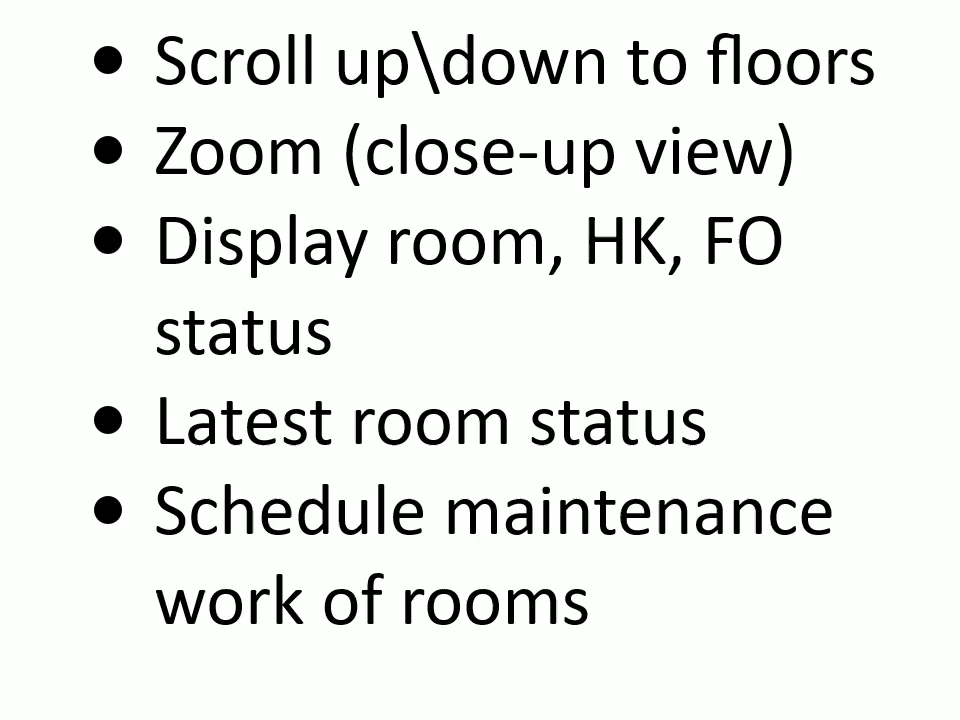 • Scroll up\down to floors
• Zoom (close-up view)
• Display room, HK, FO
status
• Latest room status
• Schedule maintenance
work of rooms